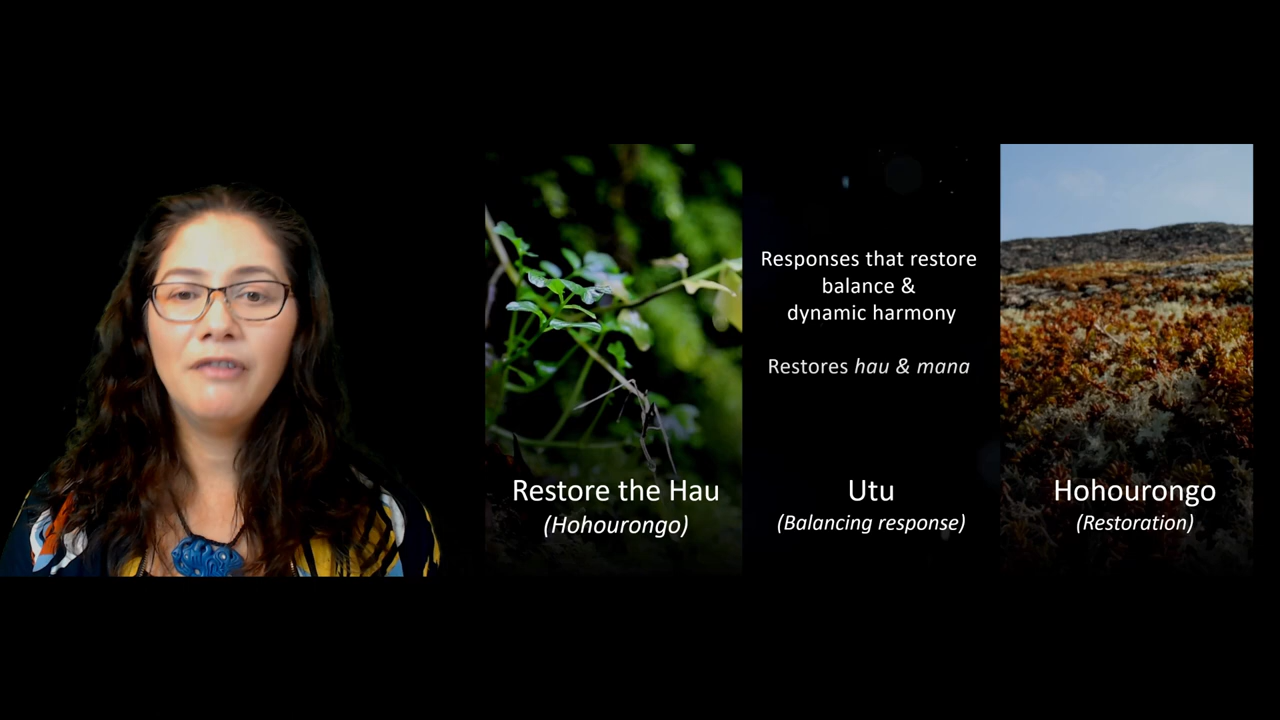 Restore the Hau
(Hohourongo)
Responses that restore
balance &
dynamic harmony
Restores hau & mana
Utu
(Balancing response)
Hohourongo
(Restoration)